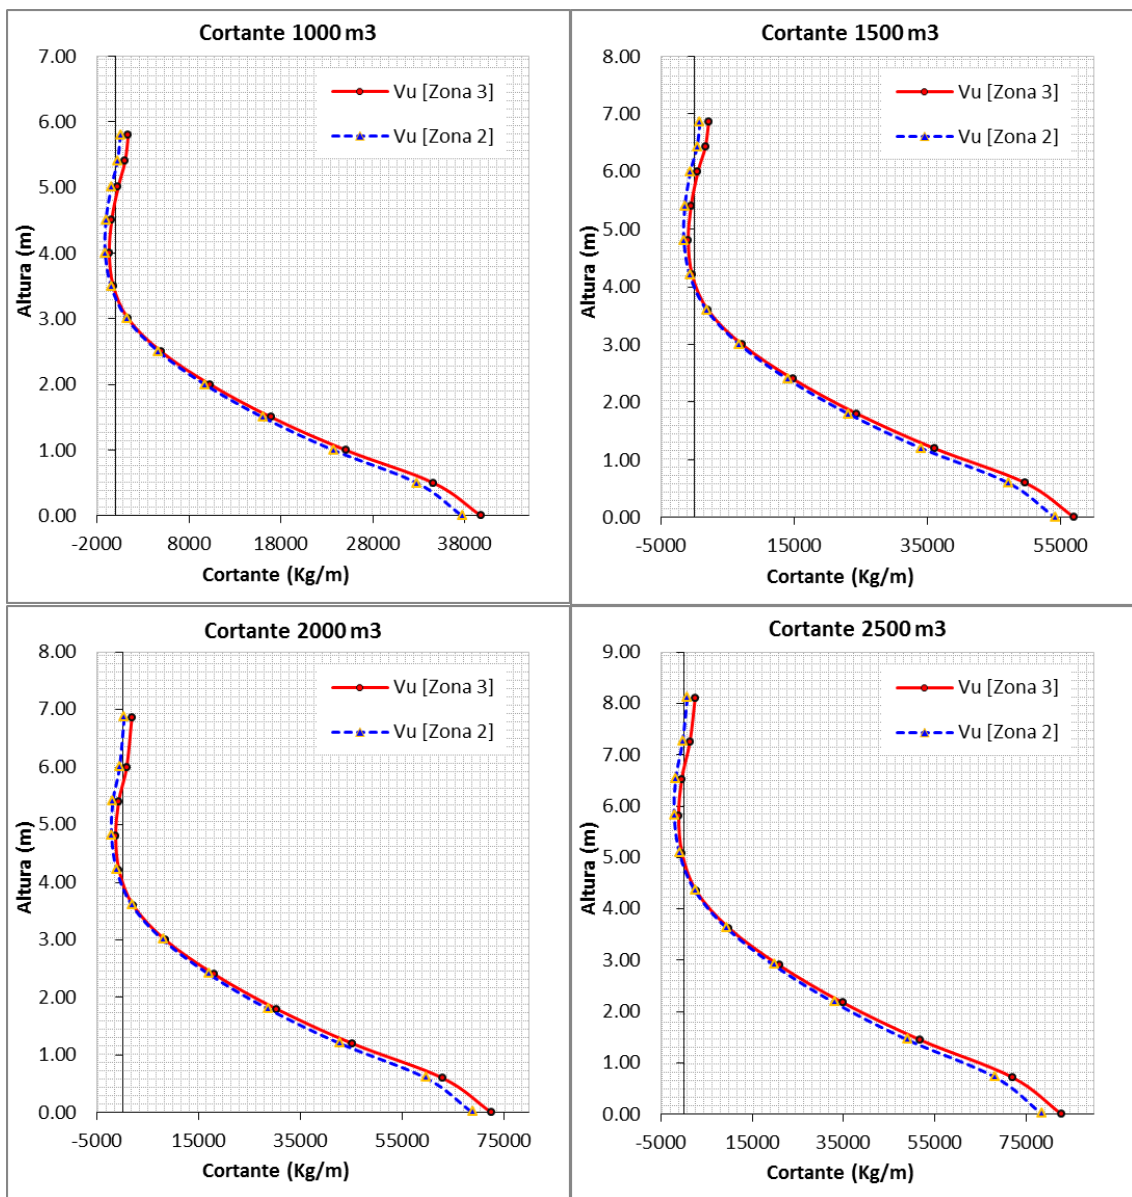 Cortante 1000 m3
Vu [Zona 3]
Vu [Zona 2]
Altura (m)
7.00
6.00
5.00
4.00
3.00
2.00
1.00
0.00
-2000 8000 18000 28000 38000
Cortante (Kg/m)
Cortante 1500 m3
Vu [Zona 3]
Vu [Zona 2]
Altura (m)
8.00
7.00
6.00
5.00
4.00
3.00
2.00
1.00
0.00
-5000 15000 35000 55000
Cortante (Kg/m)
Cortante 2000 m3
Vu [Zona 3]
Vu [Zona 2]
Altura (m)
8.00
7.00
6.00
5.00
4.00
3.00
2.00
1.00
0.00
-5000 15000 35000 55000 75000
Cortante (Kg/m)
Cortante 2500 m3
Vu [Zona 3]
Vu [Zona 2]
Altura (m)
9.00
8.00
7.00
6.00
5.00
4.00
3.00
2.00
1.00
0.00
-5000 15000 35000 55000 75000
Cortante (Kg/m)